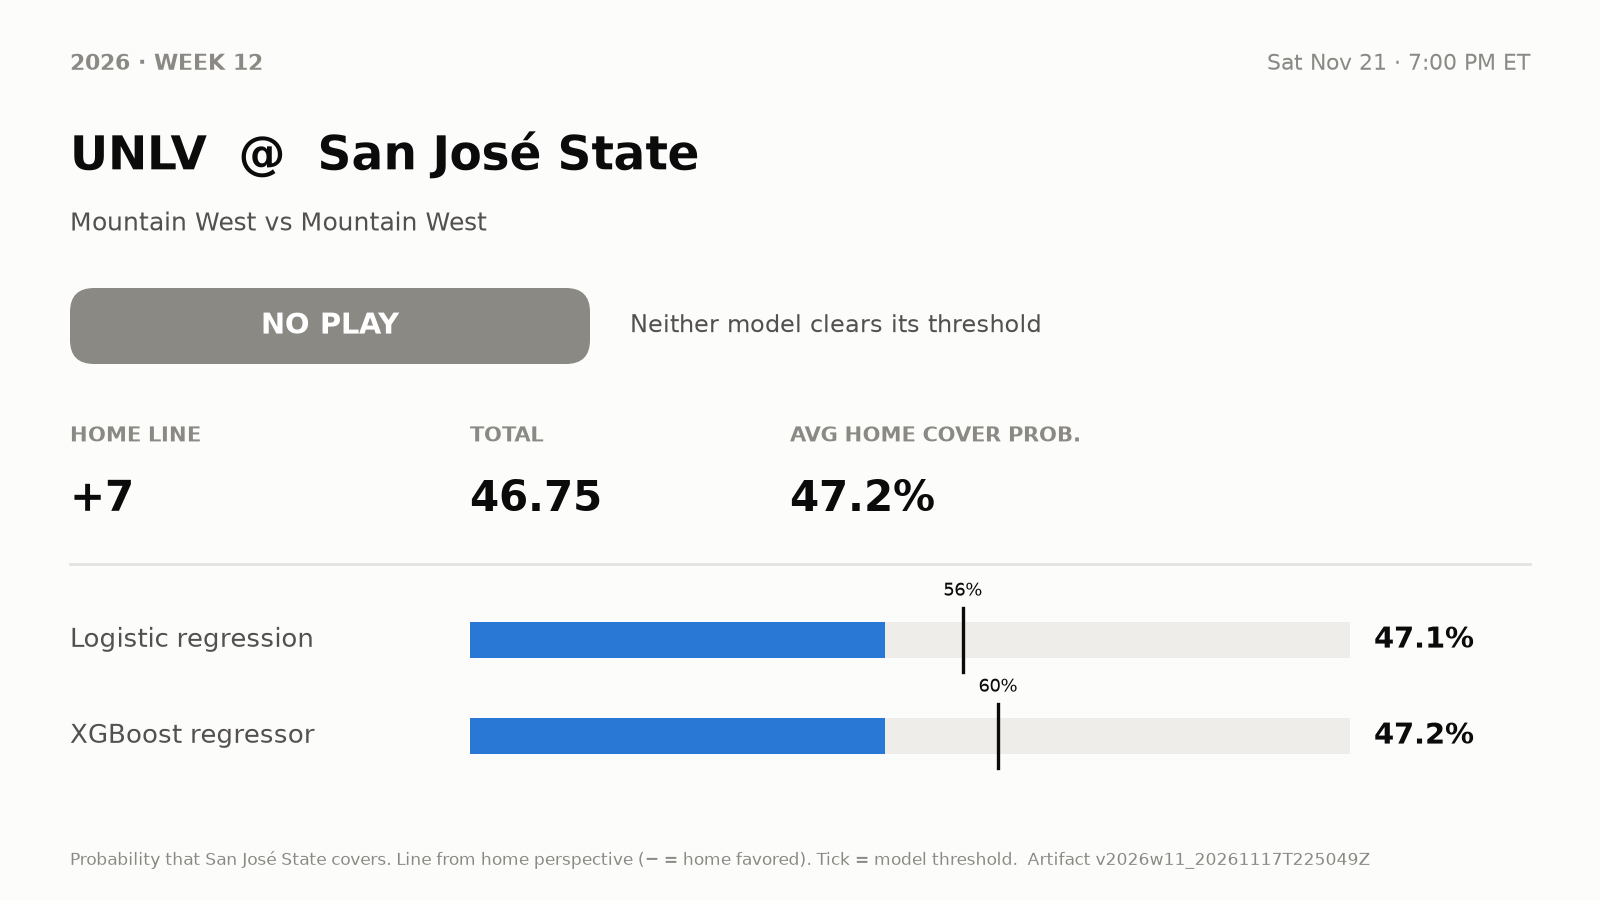 2026 · WEEK 12
Sat Nov 21 · 7:00 PM ET
UNLV @ San José State
Mountain West vs Mountain West
NO PLAY
Neither model clears its threshold
HOME LINE
TOTAL
AVG HOME COVER PROB.
+7
46.75
47.2%
56%
Logistic regression
47.1%
60%
XGBoost regressor
47.2%
Probability that San José State covers. Line from home perspective (− = home favored). Tick = model threshold.  Artifact v2026w11_20261117T225049Z